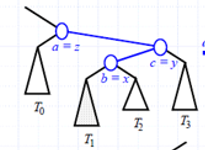 a = z
c = y
b = x
T0
T1
T2
T3